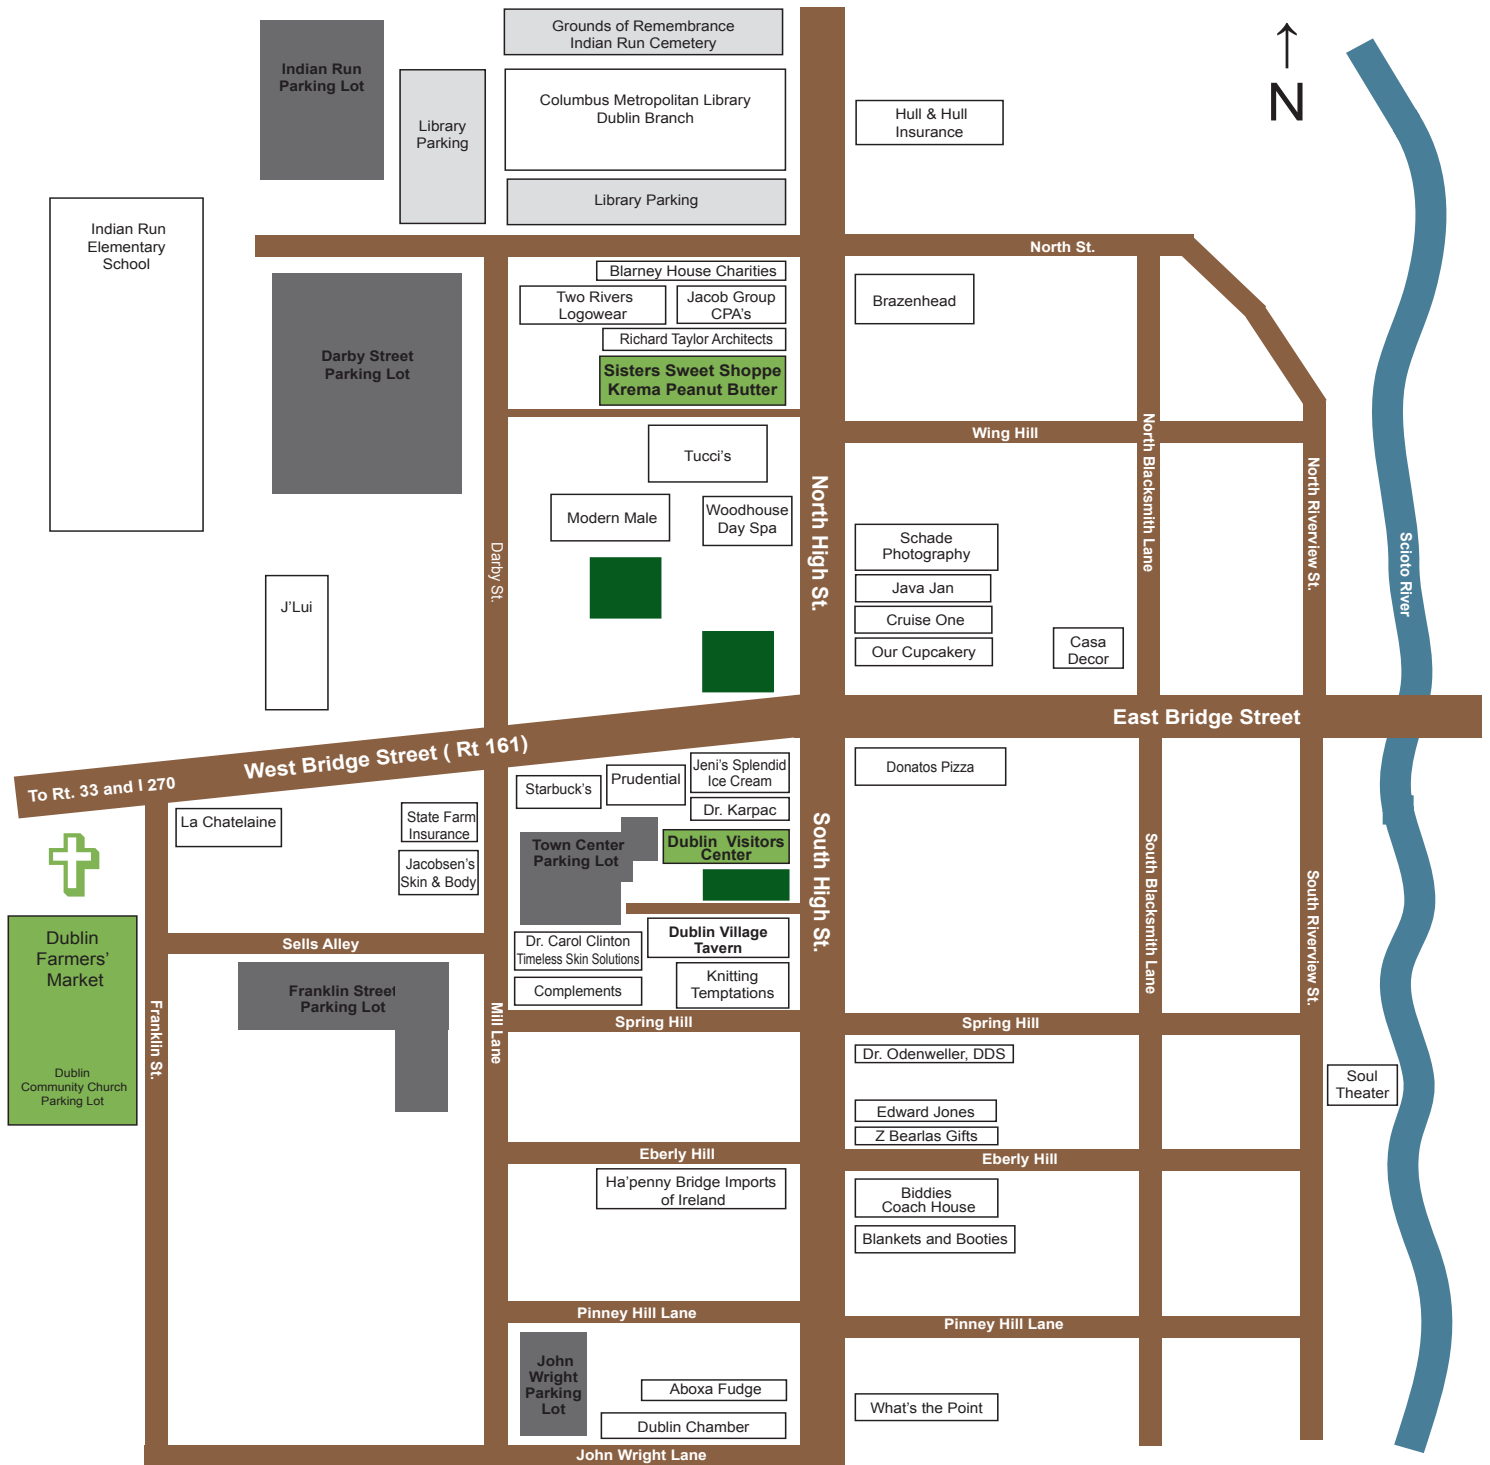 Grounds of Remembrance
Indian Run Cemetery
Indian Run
Parking Lot
Library
Parking
Columbus Metropolitan Library
Dublin Branch
Hull & Hull
Insurance
N
Library Parking
Indian Run
Elementary
School
North St.
Blarney House Charities
Two Rivers
Logowear
Jacob Group
CPA's
Brazenhead
Richard Taylor Architects
Darby Street
Parking Lot
Sisters Sweet Shoppe
Krema Peanut Butter
Wing Hill
Tucci's
Modern Male
Woodhouse
Day Spa
North High St.
North Blacksmith Lane
North Riverview St.
Scioto River
Darby St.
Schade
Photography
Java Jan
Cruise One
Our Cupcakery
Casa
Decor
J'Lui
East Bridge Street
West Bridge Street ( Rt 161)
To Rt. 33 and I 270
Starbuck's
Prudential
Jeni's Splendid
Ice Cream
Donatos Pizza
Dr. Karpac
La Chatelaine
State Farm
Insurance
Jacobsen's
Skin & Body
Town Center
Parking Lot
Dublin Visitors
Center
South High St.
South Blacksmith Lane
South Riverview St.
Dublin
Farmers'
Market
Sells Alley
Dr. Carol Clinton
Timeless Skin Solutions
Dublin Village
Tavern
Complements
Knitting
Temptations
Franklin Street
Parking Lot
Franklin St.
Mill Lane
Spring Hill
Spring Hill
Dr. Odenweller, DDS
Dublin
Community Church
Parking Lot
Soul
Theater
Edward Jones
Z Bearlas Gifts
Eberly Hill
Eberly Hill
Ha'penny Bridge Imports
of Ireland
Biddies
Coach House
Blankets and Booties
Pinney Hill Lane
Pinney Hill Lane
John
Wright
Parking
Lot
Aboxa Fudge
Dublin Chamber
What's the Point
John Wright Lane